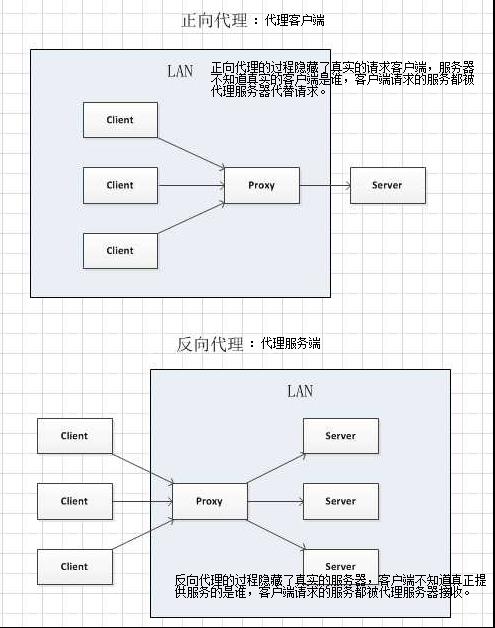 正向代理：代理客户端
LAN
正向代理的过程隐藏了真实的请求客户端，服务器
不知道真实的客户端是谁，客户端请求的服务都被
代理服务器代替请求。
Client
Client
Proxy
Server
Client
反向代理：代理服务端
LAN
Client
Server
Client
Proxy
Server
Client
Server
反向代理的过程隐藏了真实的服务器，客户端不知道真正提
供服务的是谁，客户端请求的服务都被代理服务器接收。